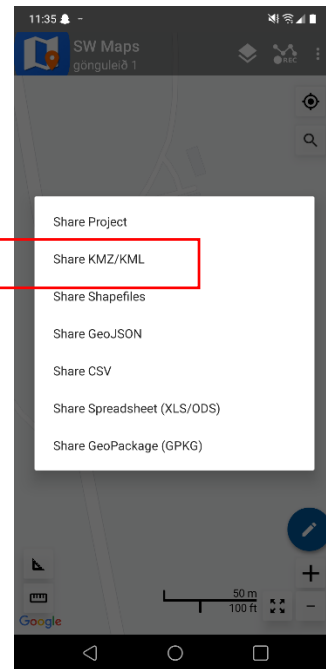 11:35
SW Maps
gönguleið 1
REC
Share Project
Share KMZ/KML
Share Shapefiles
Share GeoJSON
Share CSV
Share Spreadsheet (XLS/ODS)
Share GeoPackage (GPKG)
50 m
100 ft
Google